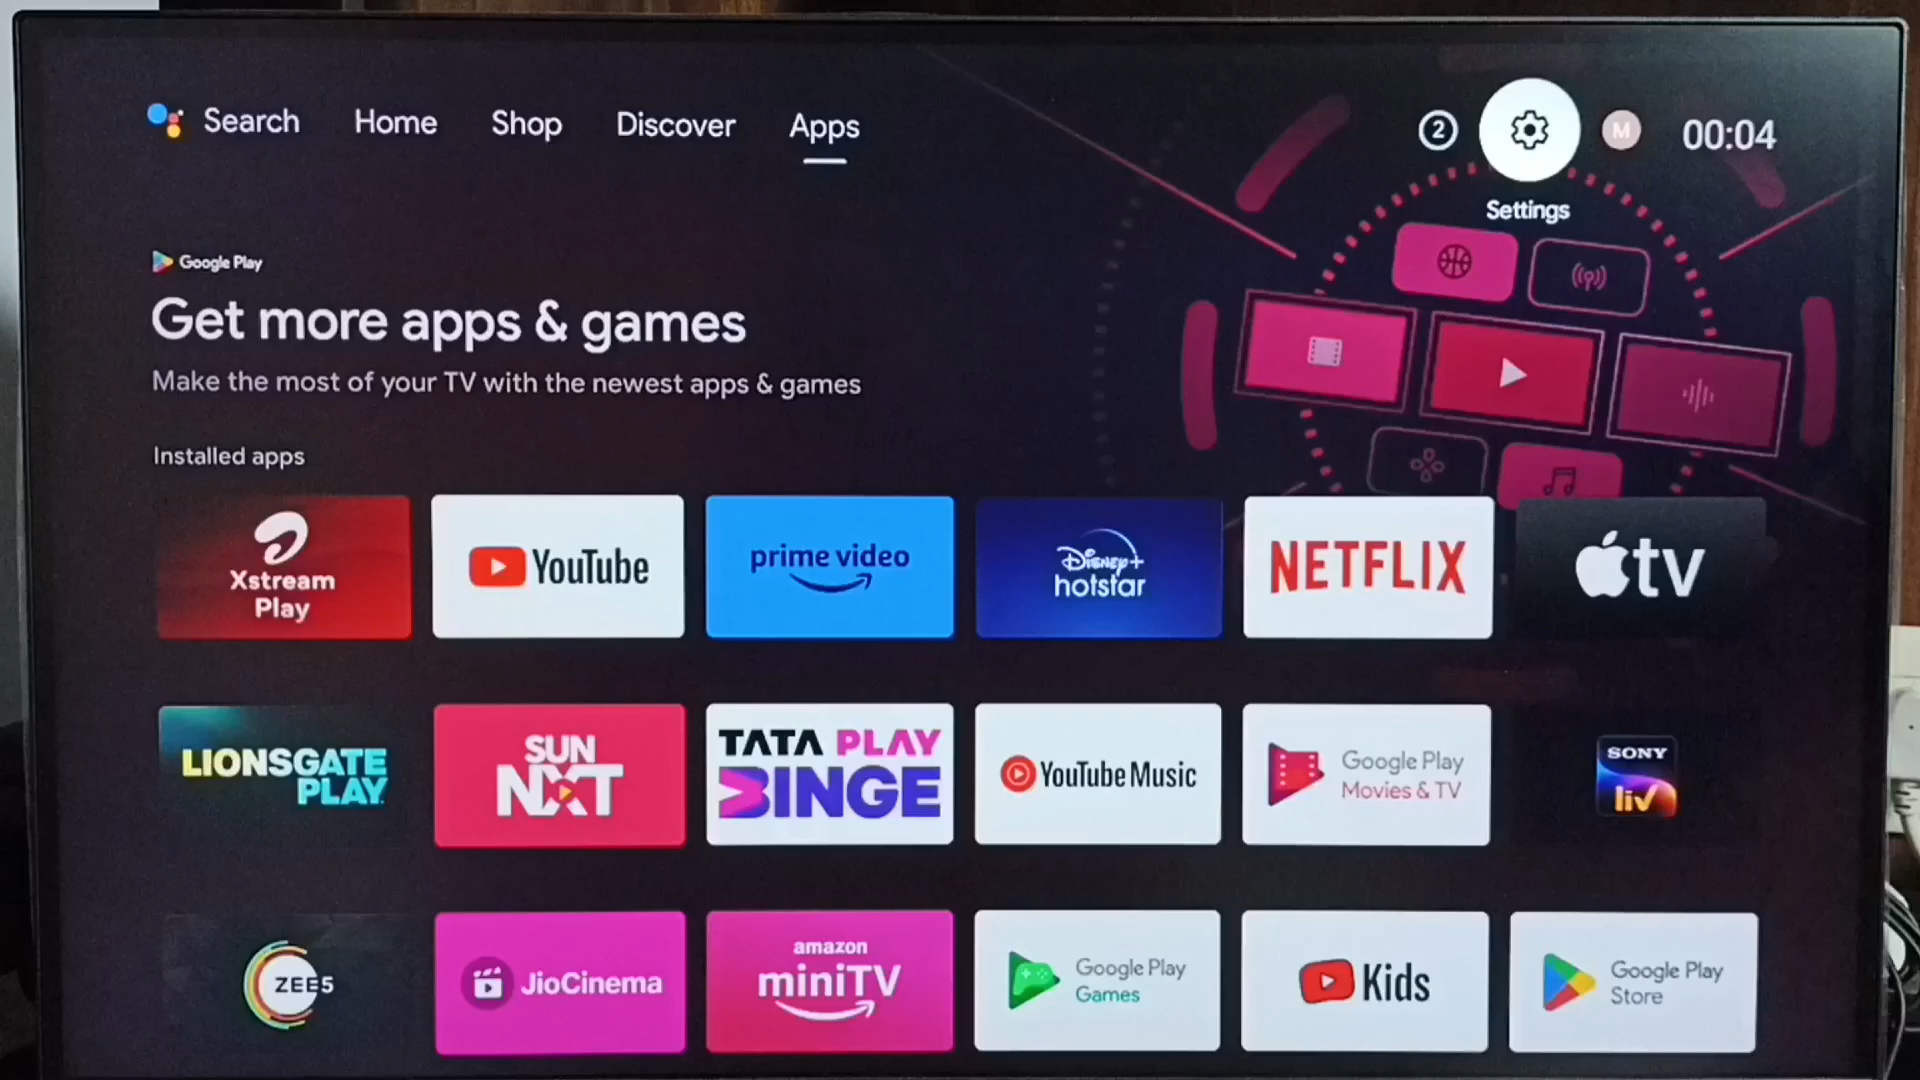 Search Home Shop Discover Apps 2 M 00:04
Settings
Google Play
Get more apps & games
Make the most of your TV with the newest apps & games
Installed apps
Xstream
Play
YouTube
prime video
Disney+
hotstar
NETFLIX
tv
LIONSGATE
PLAY
SUN
NXT
TATA PLAY
BINGE
YouTube Music
Google Play
Movies & TV
SONY
liv
ZEE5
JioCinema
amazon
miniTV
Google Play
Games
Kids
Google Play
Store